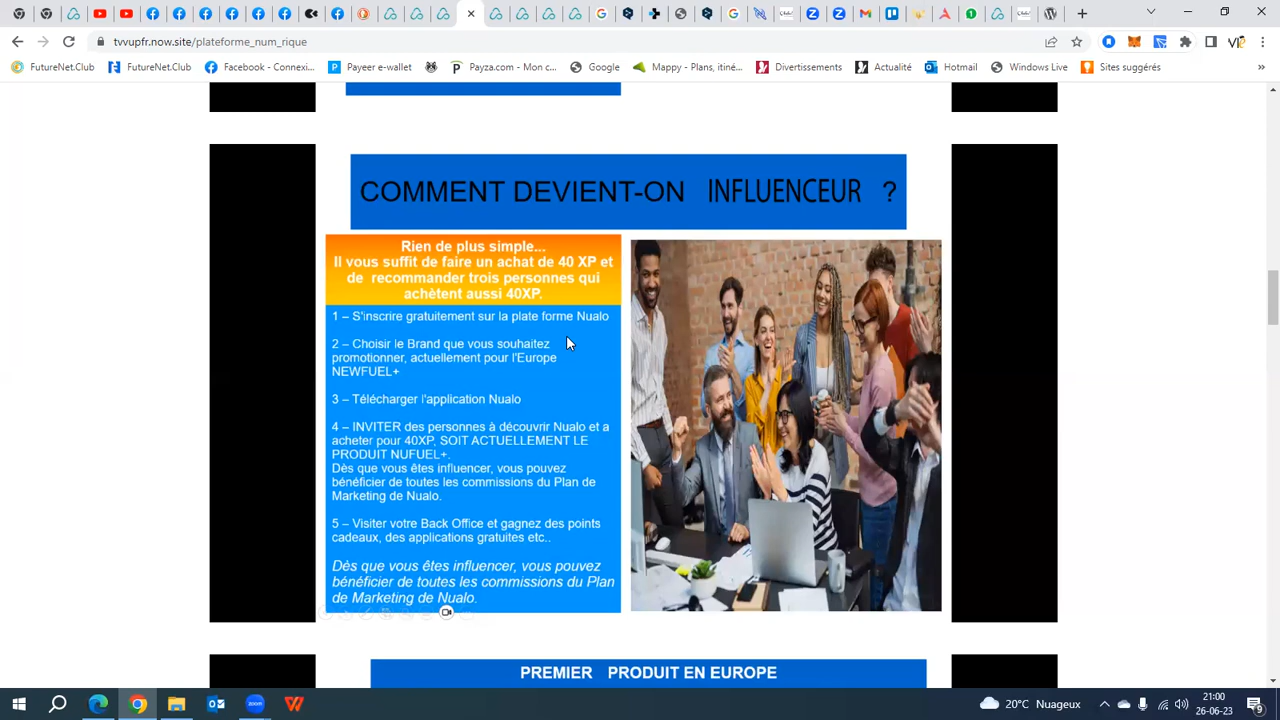 tvvupfr.now.site/plateforme_num_rique
FutureNet.Club
FutureNet.Club
Facebook - Connexi...
Payeer e-wallet
Payza.com - Mon c...
Google
Mappy - Plans, itiné...
Divertissements
Actualité
Hotmail
Windows Live
Sites suggérés
COMMENT DEVIENT-ON INFLUENCEUR ?
Rien de plus simple...
Il vous suffit de faire un achat de 40 XP et
de recommander trois personnes qui
achètent aussi 40XP.
1 – S'inscrire gratuitement sur la plate forme Nualo
2 – Choisir le Brand que vous souhaitez
promotionner, actuellement pour l'Europe
NEWFUEL+
3 – Télécharger l'application Nualo
4 – INVITER des personnes à découvrir Nualo et a
acheter pour 40XP, SOIT ACTUELLEMENT LE
PRODUIT NUFUEL+.
Dès que vous êtes influencer, vous pouvez
bénéficier de toutes les commissions du Plan de
Marketing de Nualo.
5 – Visiter votre Back Office et gagnez des points
cadeaux, des applications gratuites etc..
Dès que vous êtes influencer, vous pouvez
bénéficier de toutes les commissions du Plan
de Marketing de Nualo.
PREMIER PRODUIT EN EUROPE
20°C Nuageux
21:00
26-06-23